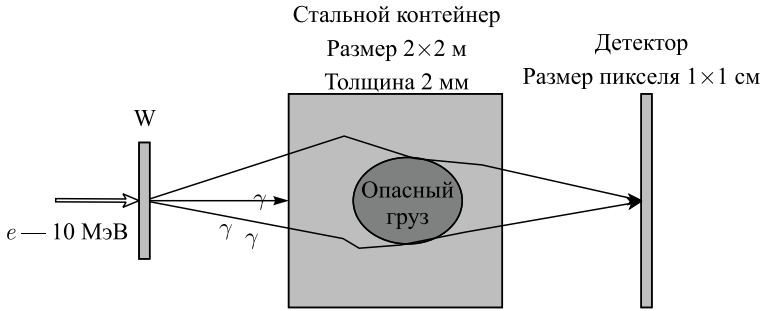 Стальной контейнер
Размер 2×2 м
Толщина 2 мм
Детектор
Размер пикселя 1×1 см
W
γ
Опасный
груз
e — 10 МэВ
γ
γ